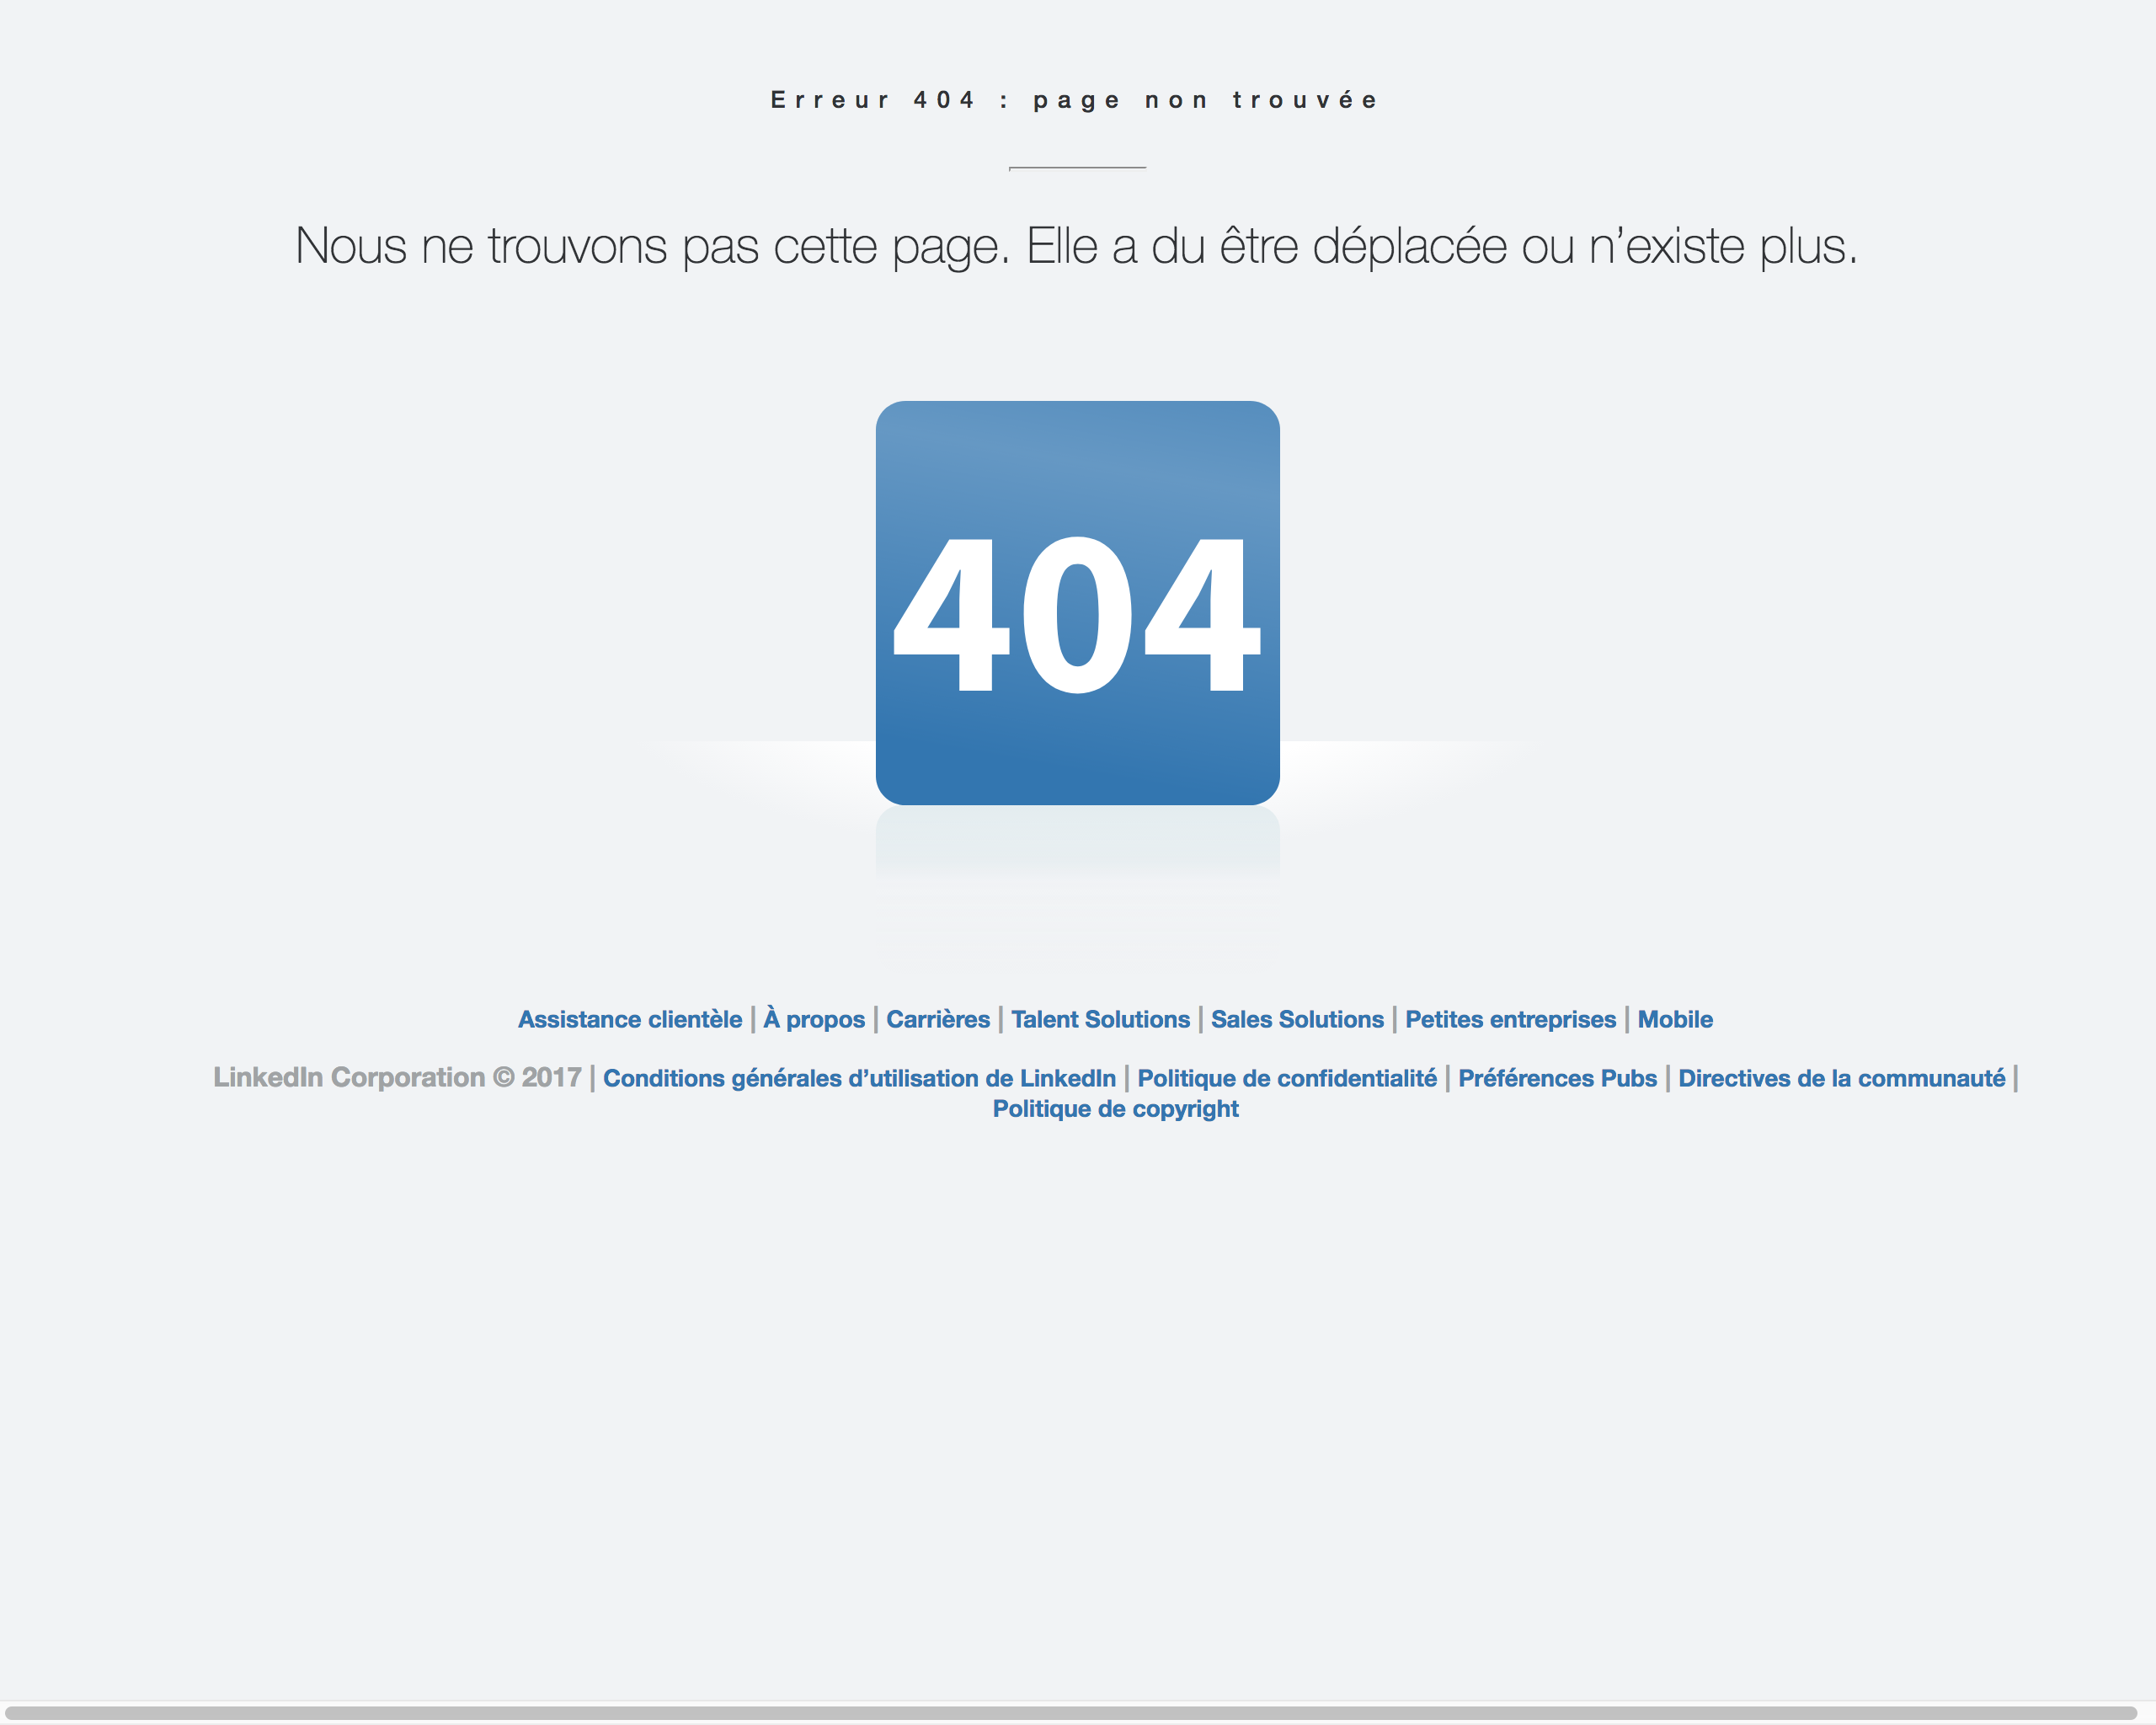 Erreur 404 : page non trouvée
Nous ne trouvons pas cette page. Elle a du être déplacée ou n’existe plus.
404
Assistance clientèle | À propos | Carrières | Talent Solutions | Sales Solutions | Petites entreprises | Mobile
LinkedIn Corporation © 2017 | Conditions générales d’utilisation de LinkedIn | Politique de confidentialité | Préférences Pubs | Directives de la communauté |
Politique de copyright